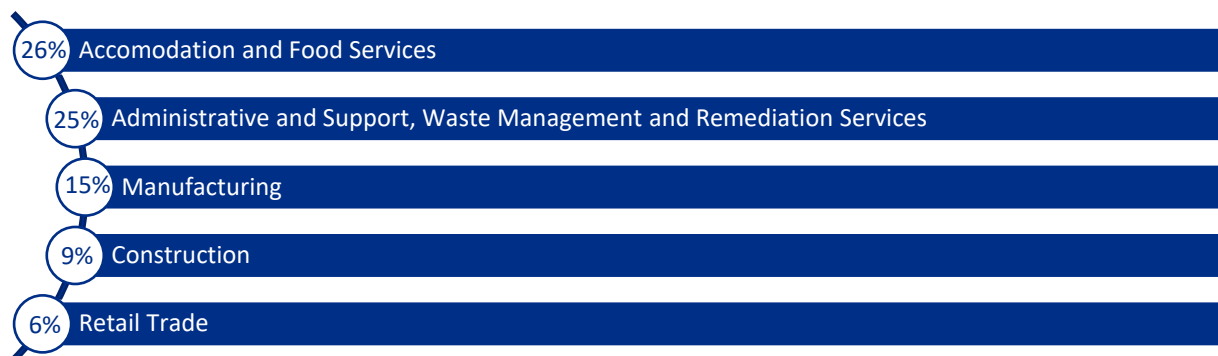 26% Accomodation and Food Services
25% Administrative and Support, Waste Management and Remediation Services
15% Manufacturing
9% Construction
6% Retail Trade